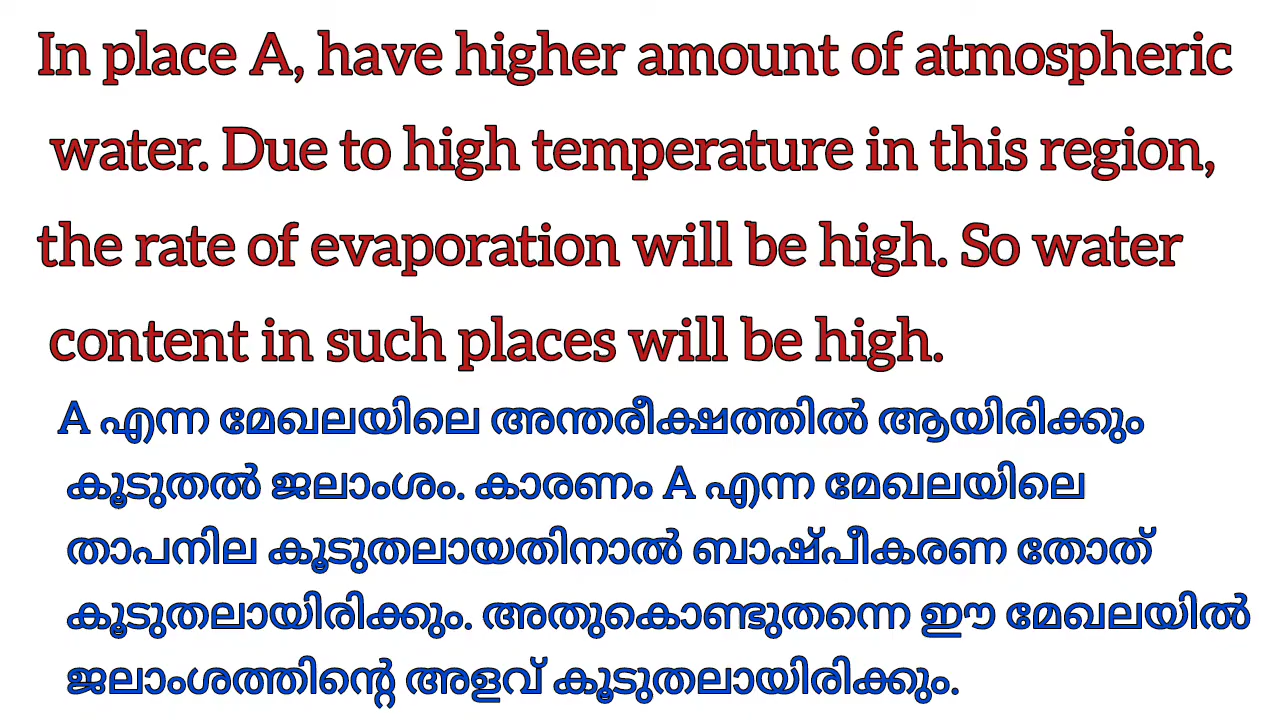 In place A, have higher amount of atmospheric
water. Due to high temperature in this region,
the rate of evaporation will be high. So water
content in such places will be high.
A എന്ന മേഖലയിലെ അന്തരീക്ഷത്തിൽ ആയിരിക്കും
കൂടുതൽ ജലാംശം. കാരണം A എന്ന മേഖലയിലെ
താപനില കൂടുതലായതിനാൽ ബാഷ്പീകരണ തോത്
കൂടുതലായിരിക്കും. അതുകൊണ്ടുതന്നെ ഈ മേഖലയിൽ
ജലാംശത്തിന്റെ അളവ് കൂടുതലായിരിക്കും.